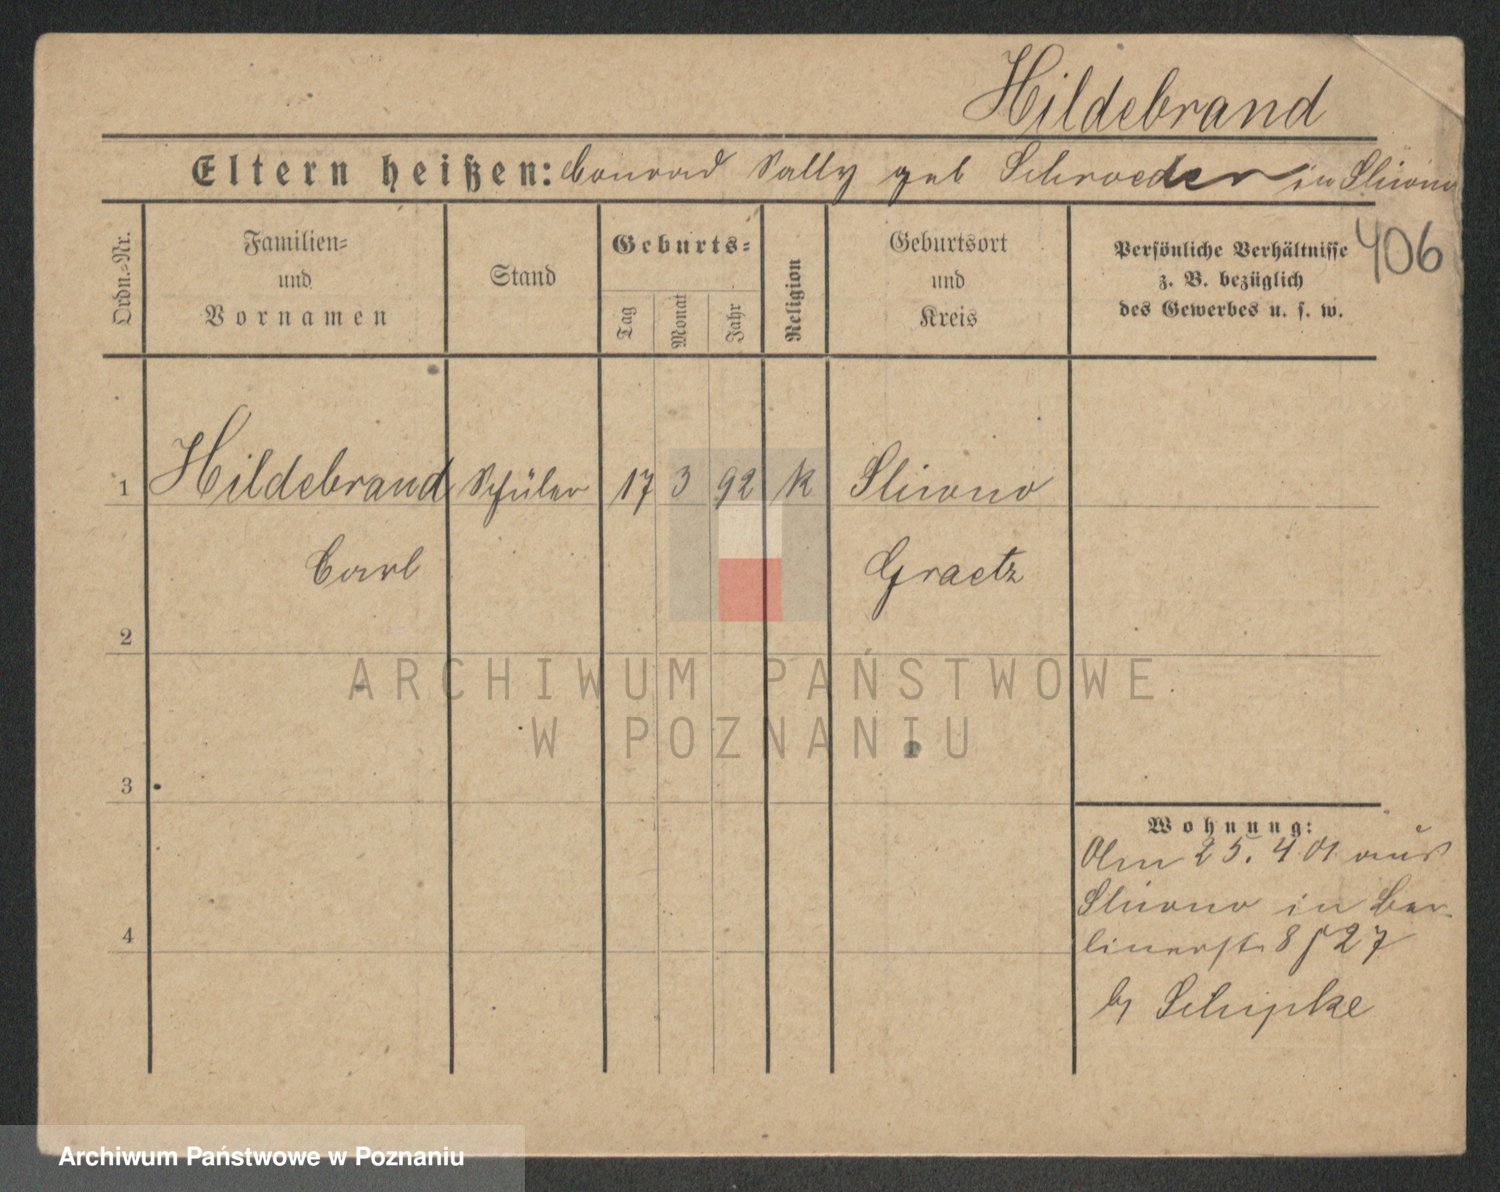 Hildebrand
Eltern heißen: Conrad Sally geb Schroeder in Sliwno
406
Ordn.-Nr.
Familien-
und
Vornamen
Stand
Geburts-
Tag
Monat
Jahr
Religion
Geburtsort
und
Kreis
Persönliche Verhältnisse
z. B. bezüglich
des Gewerbes u. s. w.
1 Hildebrand Schüler 17 3 92 K Sliwno
Carl Graetz
2
ARCHIWUM PAŃSTWOWE
W POZNANIU
3
Wohnung:
Am 25. 4 01 aus
Sliwno in Ber-
linerstr 8 27
4
by Schipke
Archiwum Państwowe w Poznaniu